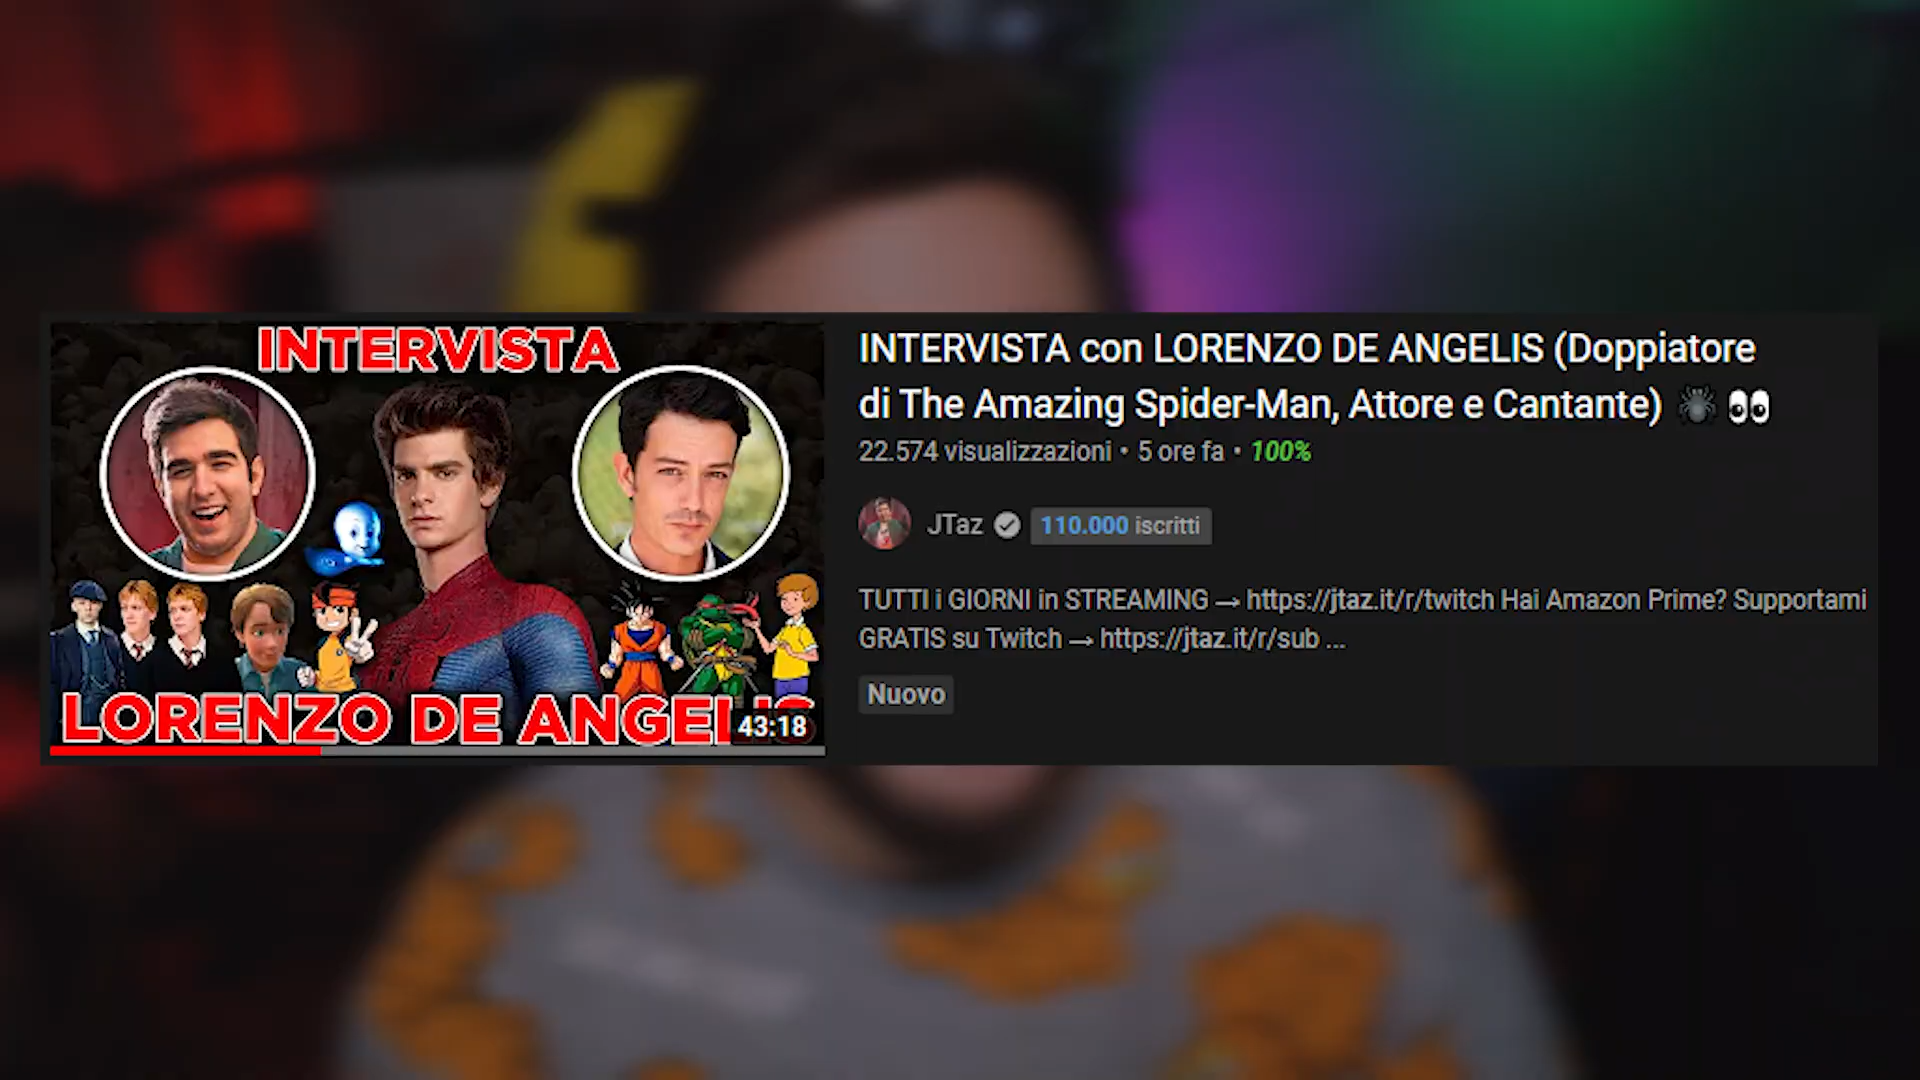 INTERVISTA
LORENZO DE ANGELIS
43:18
INTERVISTA con LORENZO DE ANGELIS (Doppiatore
di The Amazing Spider-Man, Attore e Cantante) 🕷️ 👀
22.574 visualizzazioni • 5 ore fa • 100%
JTaz
110.000 iscritti
TUTTI i GIORNI in STREAMING → https://jtaz.it/r/twitch Hai Amazon Prime? Supportami
GRATIS su Twitch → https://jtaz.it/r/sub ...
Nuovo